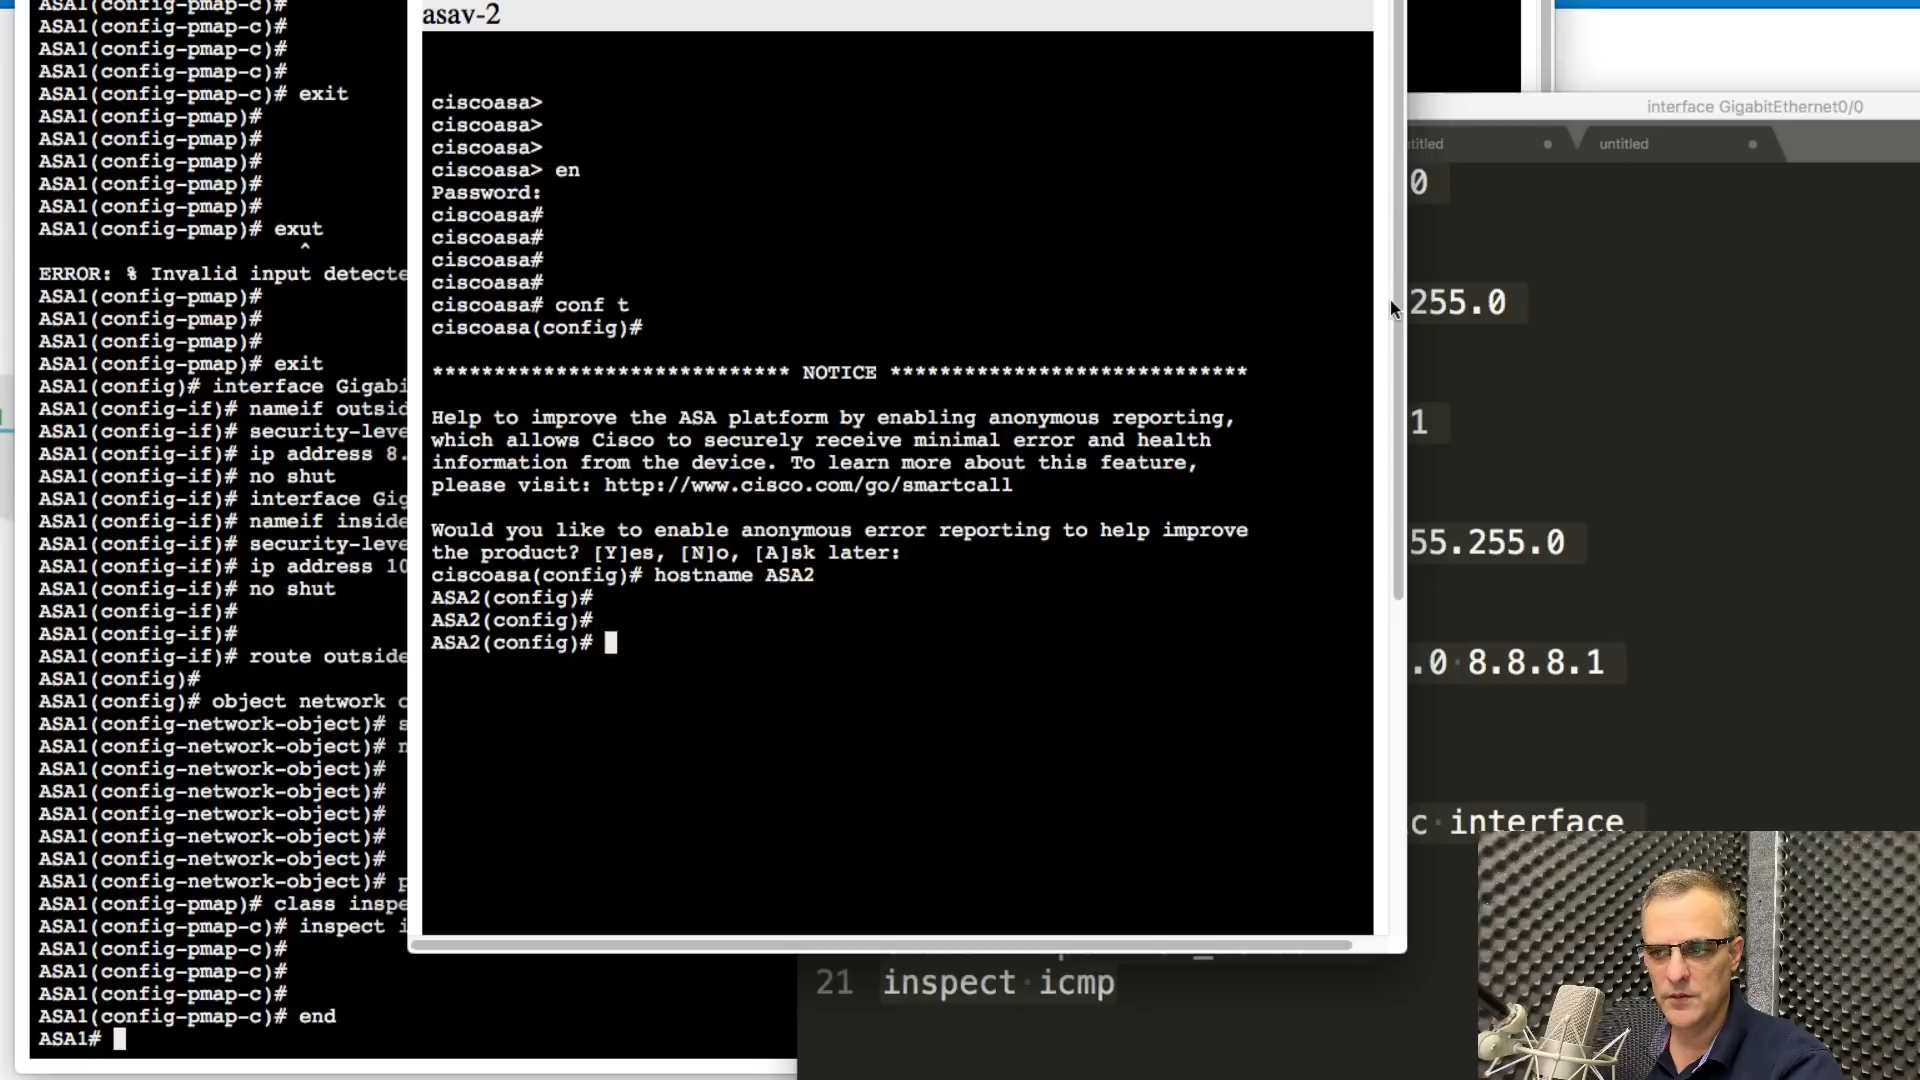 ASA1(config-pmap-c)#
ASA1(config-pmap-c)#
ASA1(config-pmap-c)#
ASA1(config-pmap-c)#
ASA1(config-pmap-c)# exit
ASA1(config-pmap)#
ASA1(config-pmap)#
ASA1(config-pmap)#
ASA1(config-pmap)#
ASA1(config-pmap)#
ASA1(config-pmap)# exut
^
ERROR: % Invalid input detecte
ASA1(config-pmap)#
ASA1(config-pmap)#
ASA1(config-pmap)#
ASA1(config-pmap)# exit
ASA1(config)# interface Gigabi
ASA1(config-if)# nameif outsid
ASA1(config-if)# security-leve
ASA1(config-if)# ip address 8.
ASA1(config-if)# no shut
ASA1(config-if)# interface Gig
ASA1(config-if)# nameif inside
ASA1(config-if)# security-leve
ASA1(config-if)# ip address 10
ASA1(config-if)# no shut
ASA1(config-if)#
ASA1(config-if)#
ASA1(config-if)# route outside
ASA1(config)#
ASA1(config)# object network o
ASA1(config-network-object)# s
ASA1(config-network-object)# n
ASA1(config-network-object)#
ASA1(config-network-object)#
ASA1(config-network-object)#
ASA1(config-network-object)#
ASA1(config-network-object)#
ASA1(config-network-object)# p
ASA1(config-pmap)# class inspe
ASA1(config-pmap-c)# inspect i
ASA1(config-pmap-c)#
ASA1(config-pmap-c)#
ASA1(config-pmap-c)#
ASA1(config-pmap-c)# end
ASA1#
asav-2
ciscoasa>
ciscoasa>
ciscoasa>
ciscoasa> en
Password:
ciscoasa#
ciscoasa#
ciscoasa#
ciscoasa#
ciscoasa# conf t
ciscoasa(config)#
***************************** NOTICE *****************************
Help to improve the ASA platform by enabling anonymous reporting,
which allows Cisco to securely receive minimal error and health
information from the device. To learn more about this feature,
please visit: http://www.cisco.com/go/smartcall
Would you like to enable anonymous error reporting to help improve
the product? [Y]es, [N]o, [A]sk later:
ciscoasa(config)# hostname ASA2
ASA2(config)#
ASA2(config)#
ASA2(config)#
interface GigabitEthernet0/0
titled
untitled
0
255.0
1
55.255.0
.0 8.8.8.1
c interface
21 inspect icmp